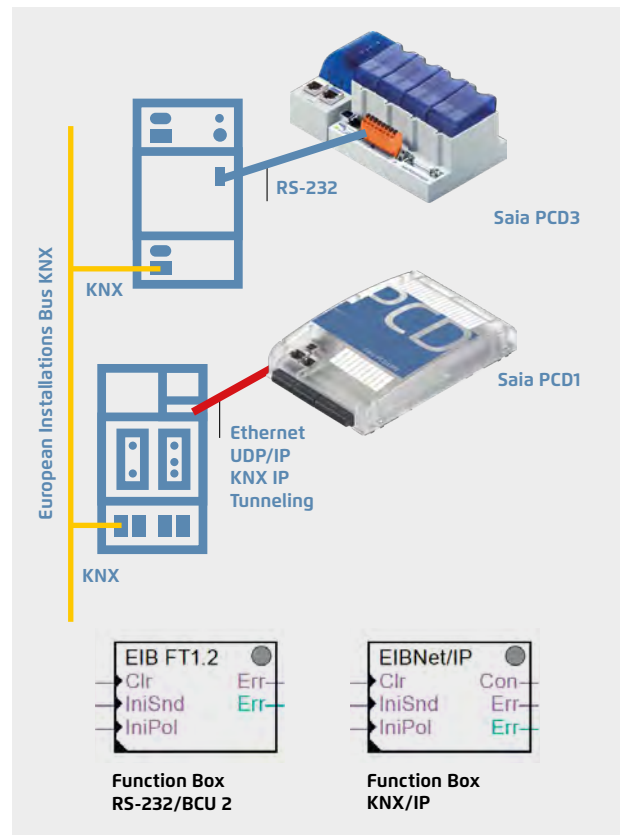 RS-232
Saia PCD3
European Installations Bus KNX
KNX
PCD
Saia PCD1
Ethernet
UDP/IP
KNX IP
Tunneling
KNX
EIB FT1.2
Clr Err
IniSnd Err
IniPol
EIBNet/IP
Clr Con
IniSnd Err
IniPol Err
Function Box
RS-232/BCU 2
Function Box
KNX/IP